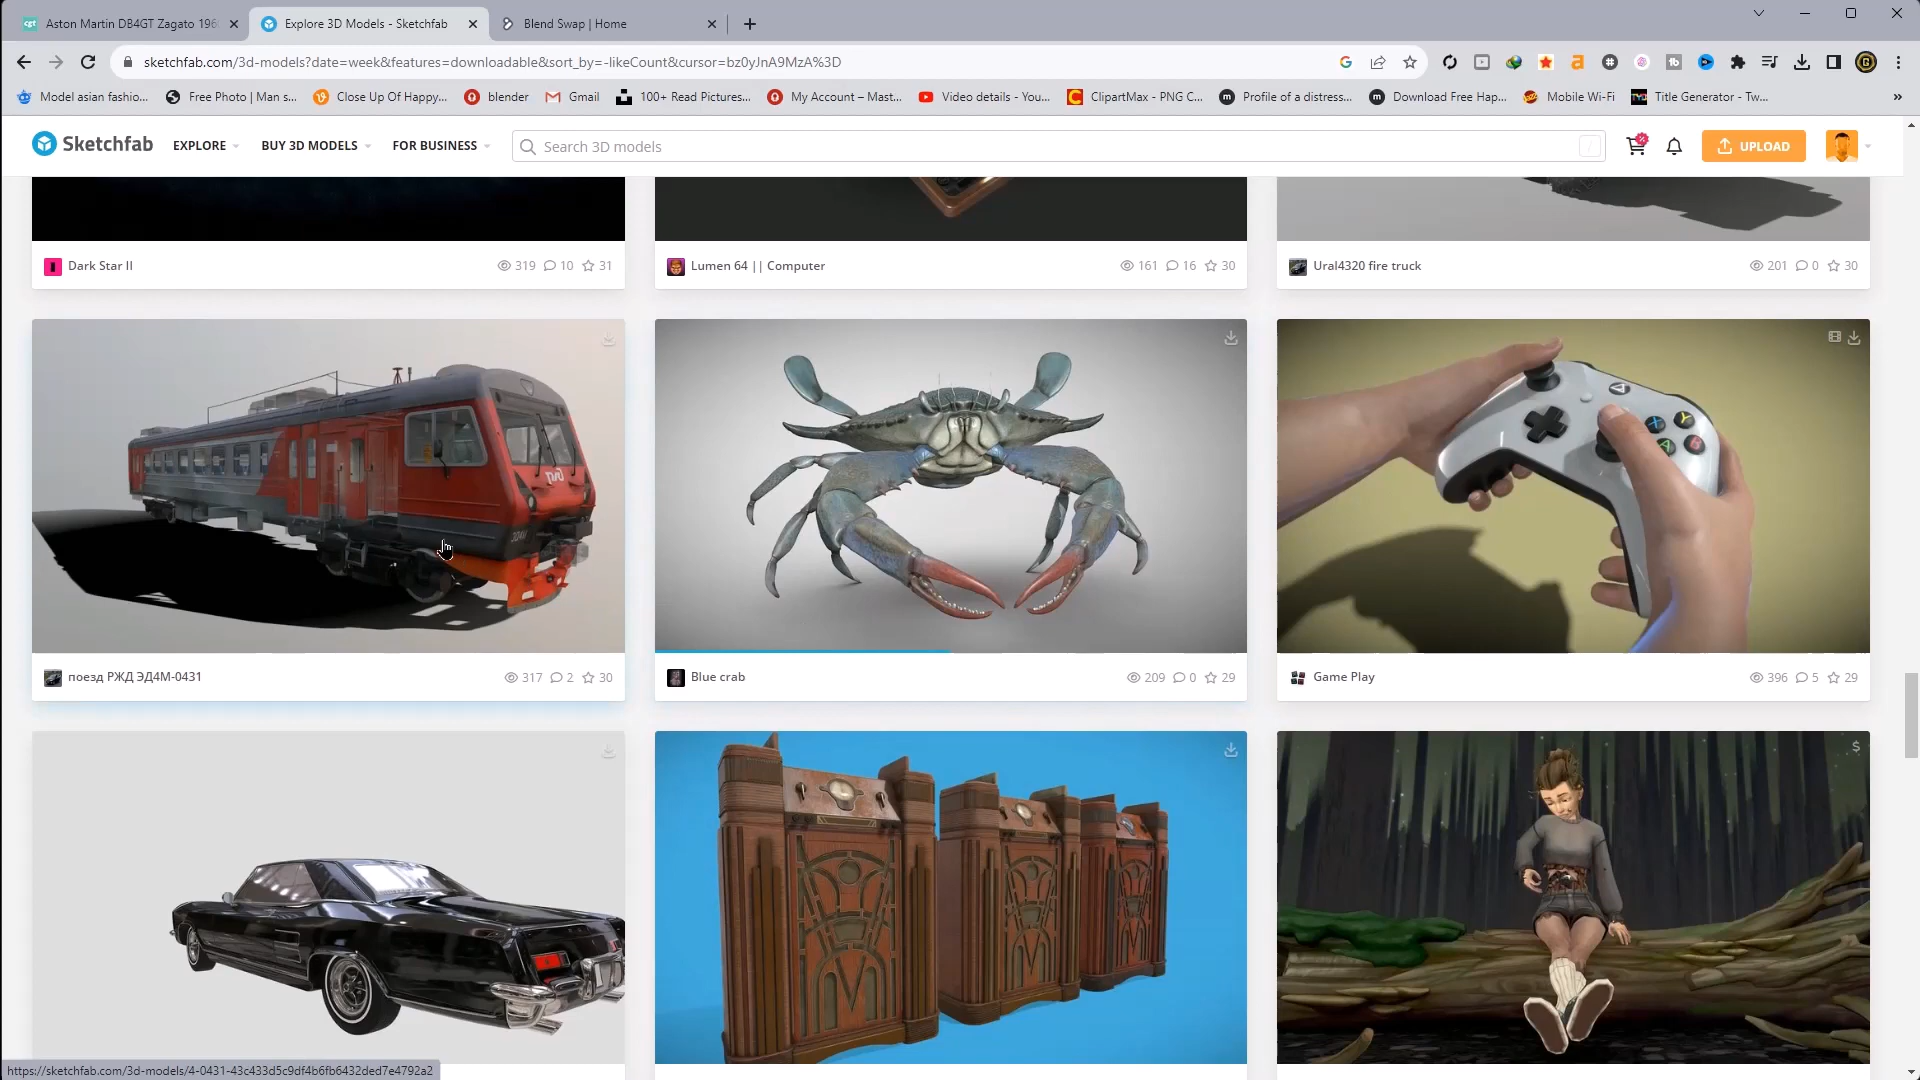 Aston Martin DB4GT Zagato 196
Explore 3D Models - Sketchfab
Blend Swap | Home
sketchfab.com/3d-models?date=week&features=downloadable&sort_by=-likeCount&cursor=bz0yJnA9MzA%3D
Model asian fashio...
Free Photo | Man s...
Close Up Of Happy...
blender
Gmail
100+ Read Pictures...
My Account – Mast...
Video details - You...
ClipartMax - PNG C...
Profile of a distress...
Download Free Hap...
Mobile Wi-Fi
Title Generator - Tw...
»
Sketchfab
EXPLORE
BUY 3D MODELS
FOR BUSINESS
Search 3D models
/
UPLOAD
Dark Star II
319 10 31
Lumen 64 || Computer
161 16 30
Ural4320 fire truck
201 0 30
поезд РЖД ЭД4М-0431
317 2 30
Blue crab
209 0 29
Game Play
396 5 29
https://sketchfab.com/3d-models/4-0431-43c433d5c9df4b6fb6432ded7e4792a2